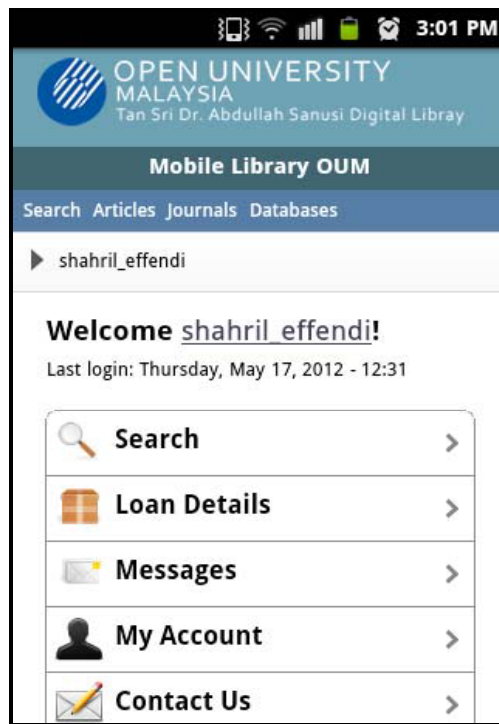 3:01 PM
OPEN UNIVERSITY
MALAYSIA
Tan Sri Dr. Abdullah Sanusi Digital Libray
Mobile Library OUM
Search Articles Journals Databases
shahril_effendi
Welcome shahril_effendi!
Last login: Thursday, May 17, 2012 - 12:31
Search
Loan Details
Messages
My Account
Contact Us